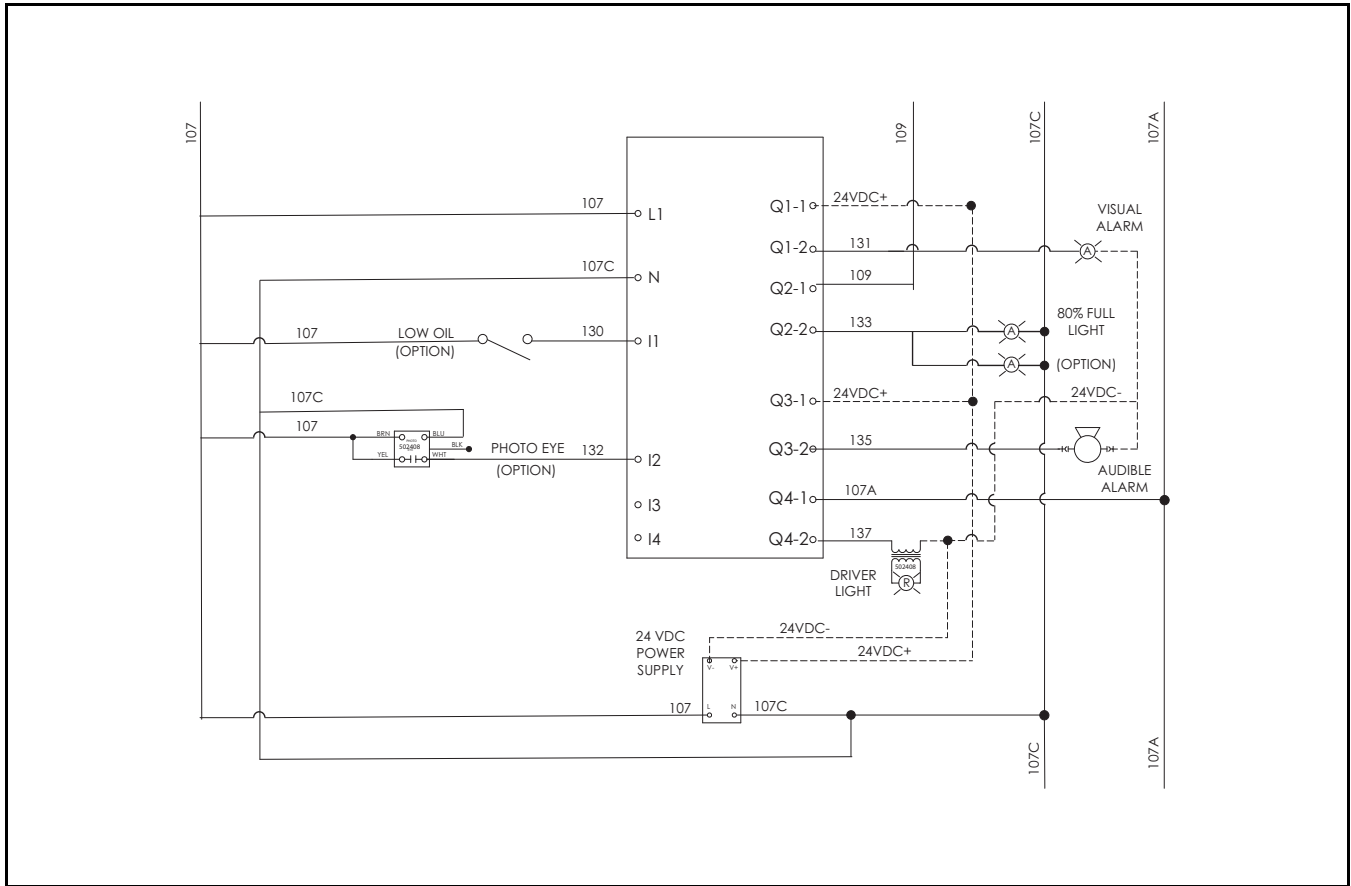 107
109
107C
107A
107
L1
Q1-1
24VDC+
VISUAL
ALARM
A
107C
N
Q1-2
131
Q2-1
109
107
LOW OIL
(OPTION)
130
I1
Q2-2
133
A
80% FULL
LIGHT
A
(OPTION)
107C
107
BRN
BLU
PHOTO
502408
BLK
YEL
WHT
PHOTO EYE
(OPTION)
132
I2
Q3-1
24VDC+
24VDC-
Q3-2
135
AUDIBLE
ALARM
I3
Q4-1
107A
I4
Q4-2
137
502408
R
DRIVER
LIGHT
24 VDC
POWER
SUPPLY
24VDC-
24VDC+
V-
V+
107
L
N
107C
107C
107A